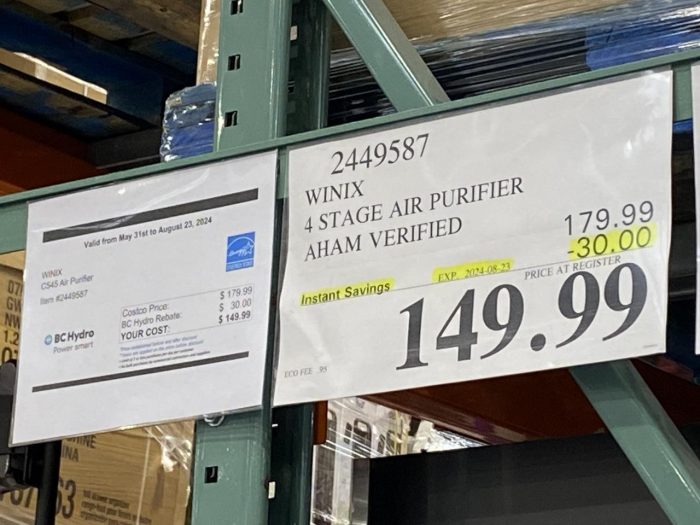 Valid from May 31st to August 23, 2024
WINIX
C545 Air Purifier
Item #2449587
Costco Price: $ 179.99
BC Hydro Rebate: $ 30.00
YOUR COST: $ 149.99
BC Hydro
Power smart
2449587
WINIX
4 STAGE AIR PURIFIER
AHAM VERIFIED
179.99
-30.00
Instant Savings
EXP. 2024-08-23
PRICE AT REGISTER
149.99
ECO FEE .95